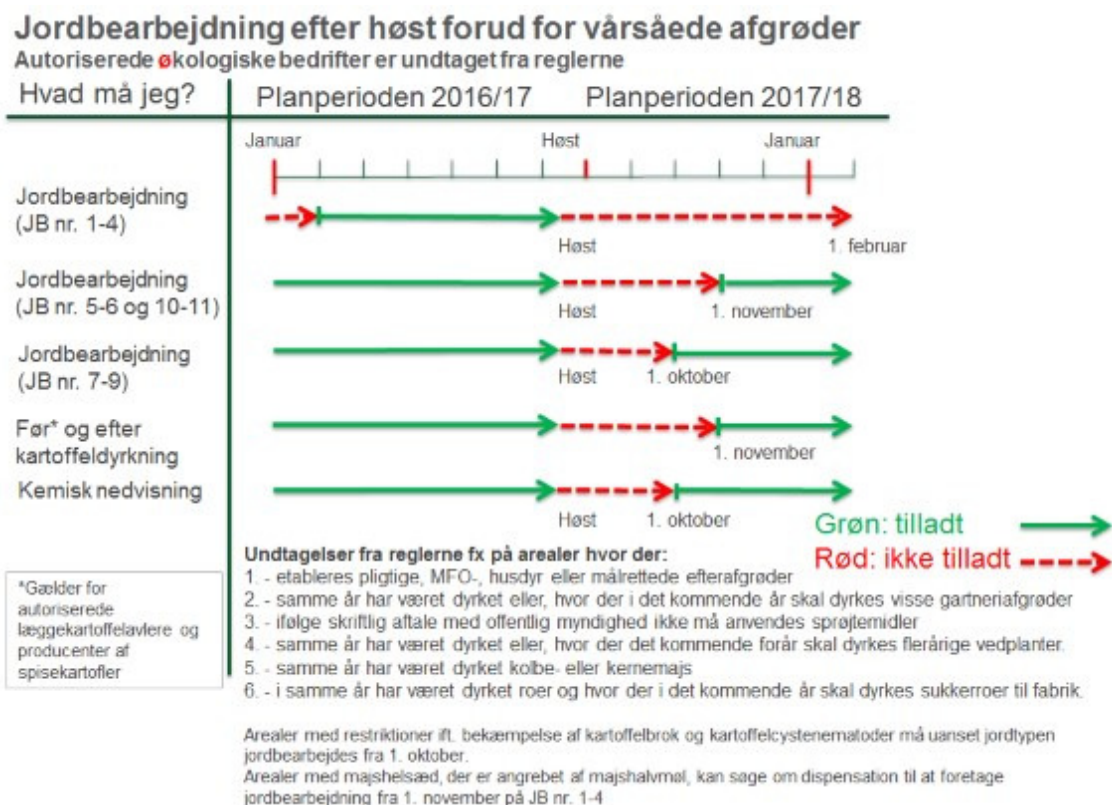 Jordbearbejdning efter høst forud for vårsåede afgrøder
Autoriserede økologiske bedrifter er undtaget fra reglerne
Hvad må jeg?
Planperioden 2016/17
Planperioden 2017/18
Januar
Høst
Januar
Jordbearbejdning
(JB nr. 1-4)
Høst
1. februar
Jordbearbejdning
(JB nr. 5-6 og 10-11)
Høst
1. november
Jordbearbejdning
(JB nr. 7-9)
Høst
1. oktober
Før* og efter
kartoffeldyrkning
1. november
Kemisk nedvisning
Høst
1. oktober
Grøn: tilladt
Rød: ikke tilladt
*Gælder for
autoriserede
læggekartoffelavlere og
producenter af
spisekartofler
Undtagelser fra reglerne fx på arealer hvor der:
1. - etableres pligtige, MFO-, husdyr eller målrettede efterafgrøder
2. - samme år har været dyrket eller, hvor der i det kommende år skal dyrkes visse gartneriafgrøder
3. - ifølge skriftlig aftale med offentlig myndighed ikke må anvendes sprøjtemidler
4. - samme år har været dyrket eller, hvor der det kommende forår skal dyrkes flerårige vedplanter.
5. - samme år har været dyrket kolbe- eller kernemajs
6. - i samme år har været dyrket roer og hvor der i det kommende år skal dyrkes sukkerroer til fabrik.
Arealer med restriktioner ift. bekæmpelse af kartoffelbrok og kartoffelcystenematoder må uanset jordtypen
jordbearbejdes fra 1. oktober.
Arealer med majshelsæd, der er angrebet af majshalvmøl, kan søge om dispensation til at foretage
jordbearbejdning fra 1. november på JB nr. 1-4